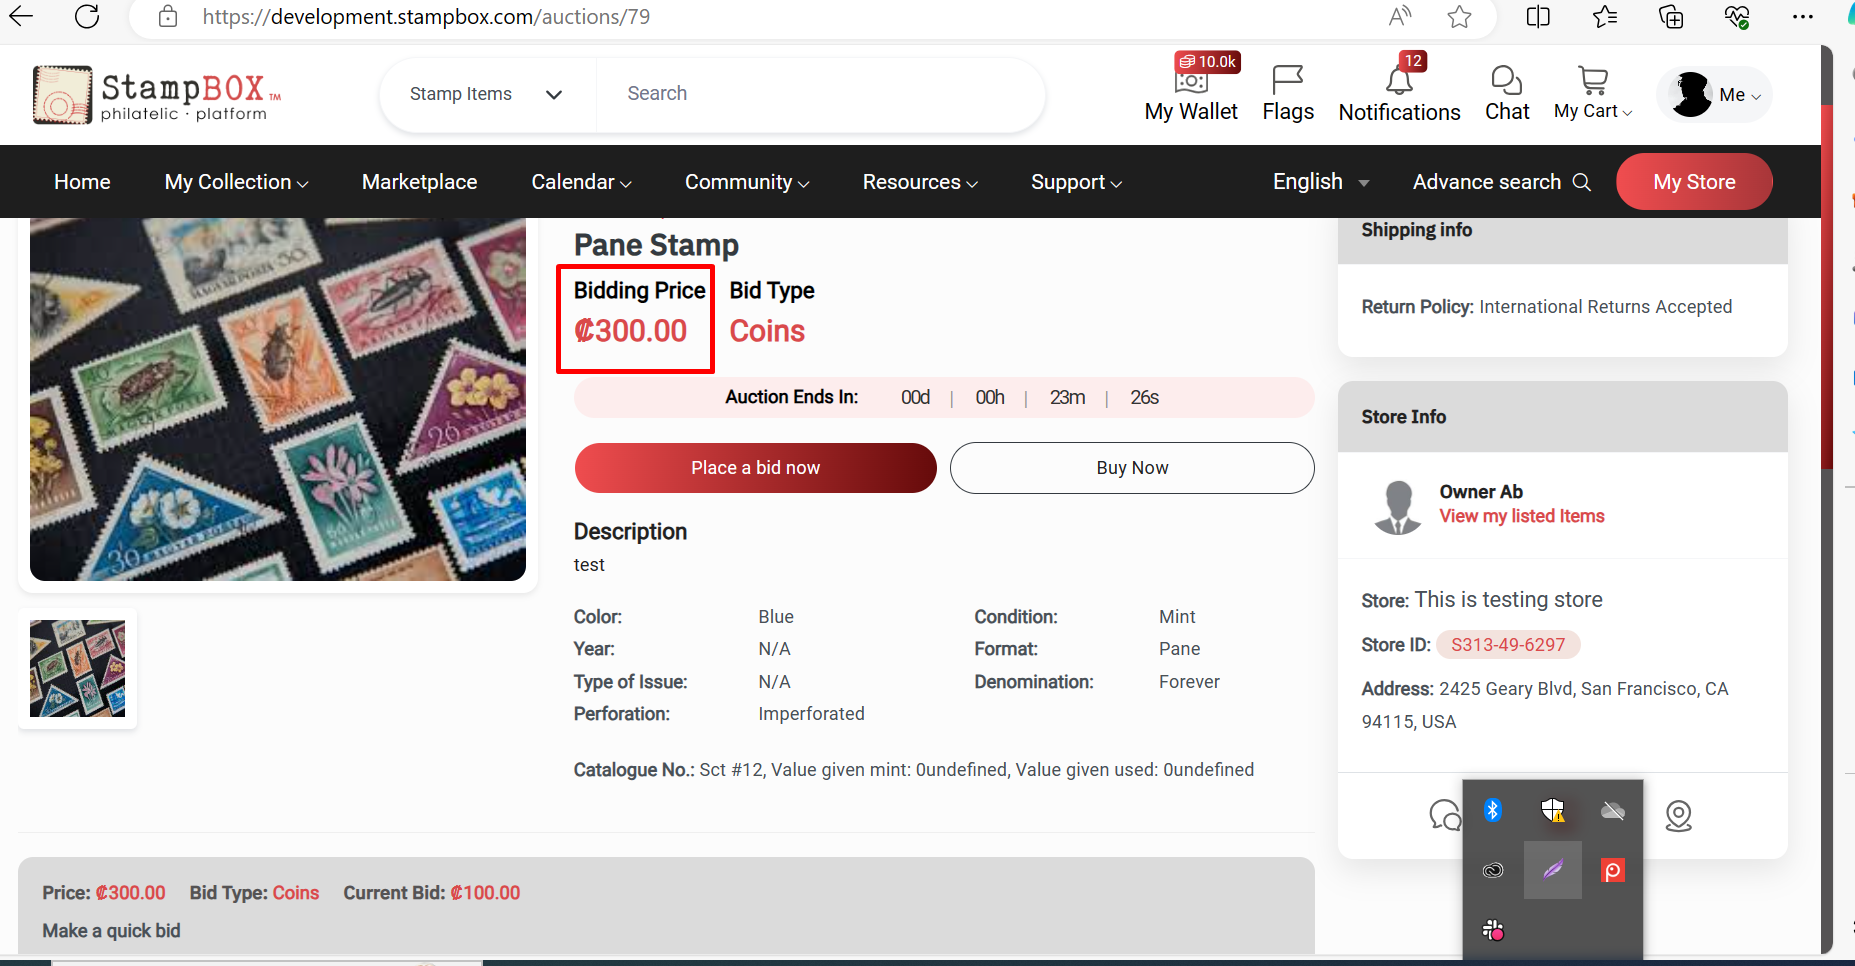 https://development.stampbox.com/auctions/79
StampBOX TM
philatelic · platform
Stamp Items
Search
10.0k
My Wallet
Flags
12
Notifications
Chat
My Cart
Me
Home
My Collection
Marketplace
Calendar
Community
Resources
Support
English
Advance search
My Store
Pane Stamp
Bidding Price
₡300.00
Bid Type
Coins
Auction Ends In: 00d | 00h | 23m | 26s
Place a bid now
Buy Now
Description
test
Color: Blue
Condition: Mint
Year: N/A
Format: Pane
Type of Issue: N/A
Denomination: Forever
Perforation: Imperforated
Catalogue No.: Sct #12, Value given mint: 0undefined, Value given used: 0undefined
Price: ₡300.00 Bid Type: Coins Current Bid: ₡100.00
Make a quick bid
Shipping info
Return Policy: International Returns Accepted
Store Info
Owner Ab
View my listed Items
Store: This is testing store
Store ID: S313-49-6297
Address: 2425 Geary Blvd, San Francisco, CA
94115, USA